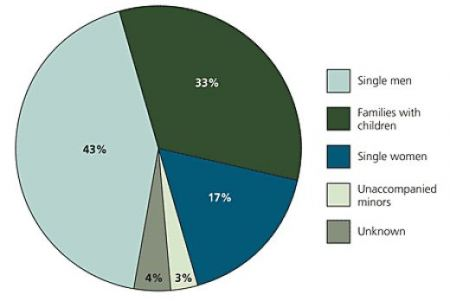 33%
43%
17%
4%
3%
Single men
Families with
children
Single women
Unaccompanied
minors
Unknown